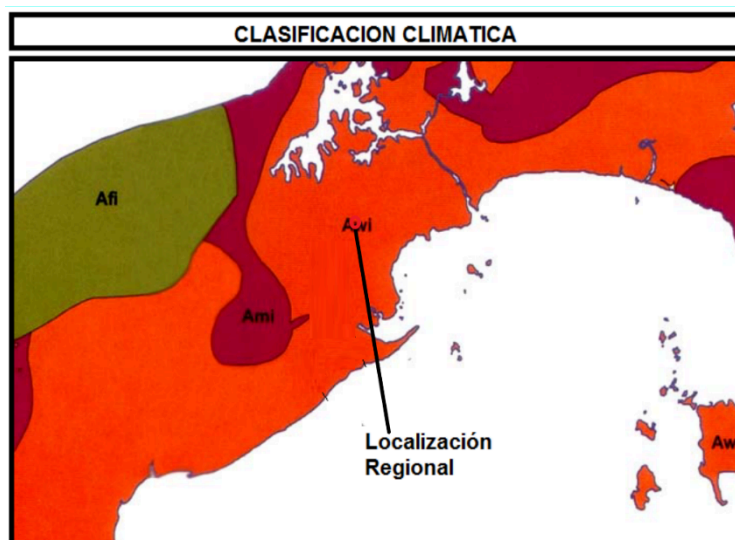 CLASIFICACION CLIMATICA
Afi
Awi
Ami
Localización
Regional
Aw